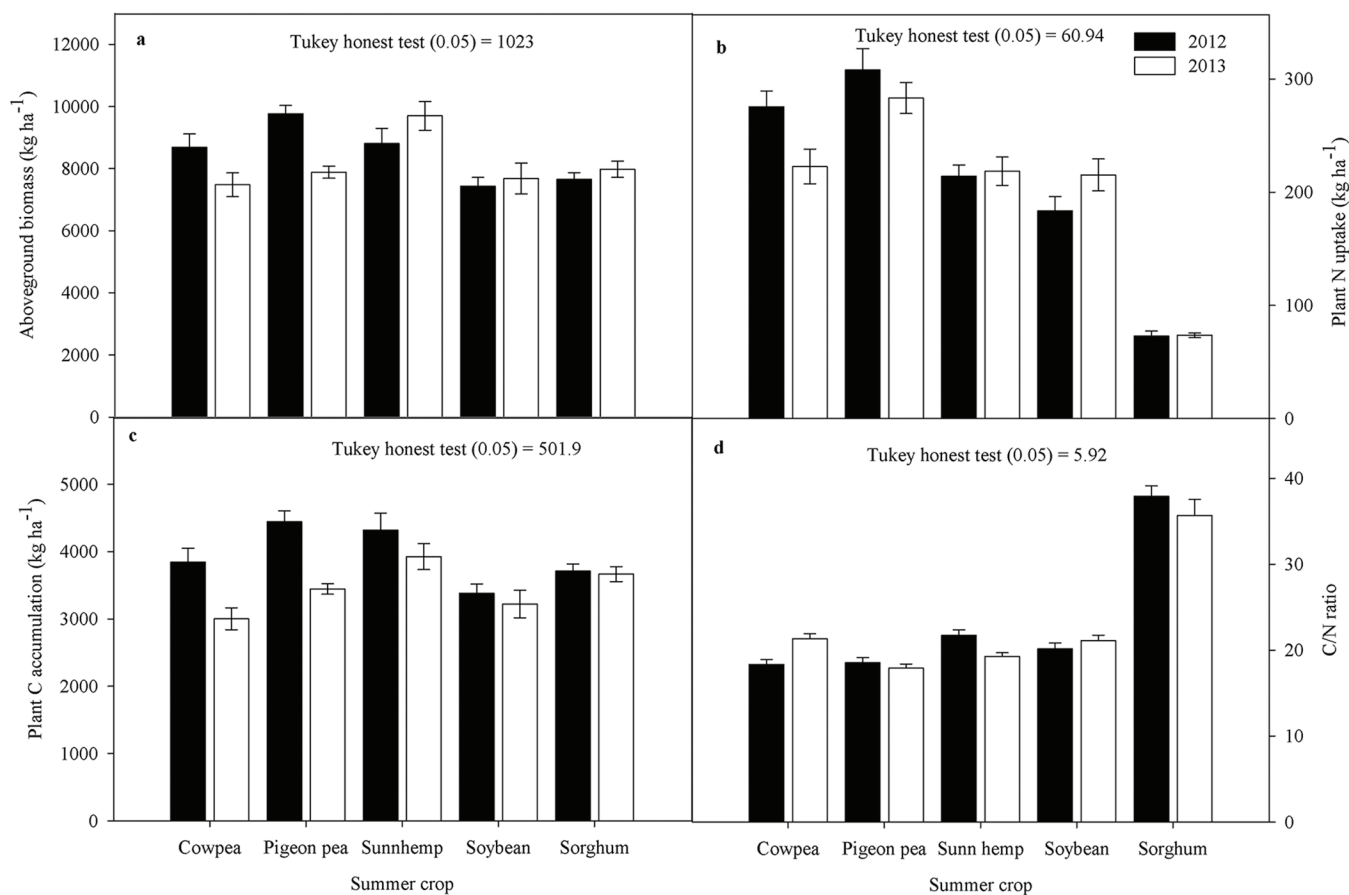 a
Tukey honest test (0.05) = 1023
12000
10000
8000
6000
4000
2000
0
Aboveground biomass (kg ha⁻¹)
b
Tukey honest test (0.05) = 60.94
2012
2013
300
200
100
0
Plant N uptake (kg ha⁻¹)
c
Tukey honest test (0.05) = 501.9
5000
4000
3000
2000
1000
0
Plant C accumulation (kg ha⁻¹)
Cowpea Pigeon pea Sunnhemp Soybean Sorghum
Summer crop
d
Tukey honest test (0.05) = 5.92
40
30
20
10
0
C/N ratio
Cowpea Pigeon pea Sunn hemp Soybean Sorghum
Summer crop